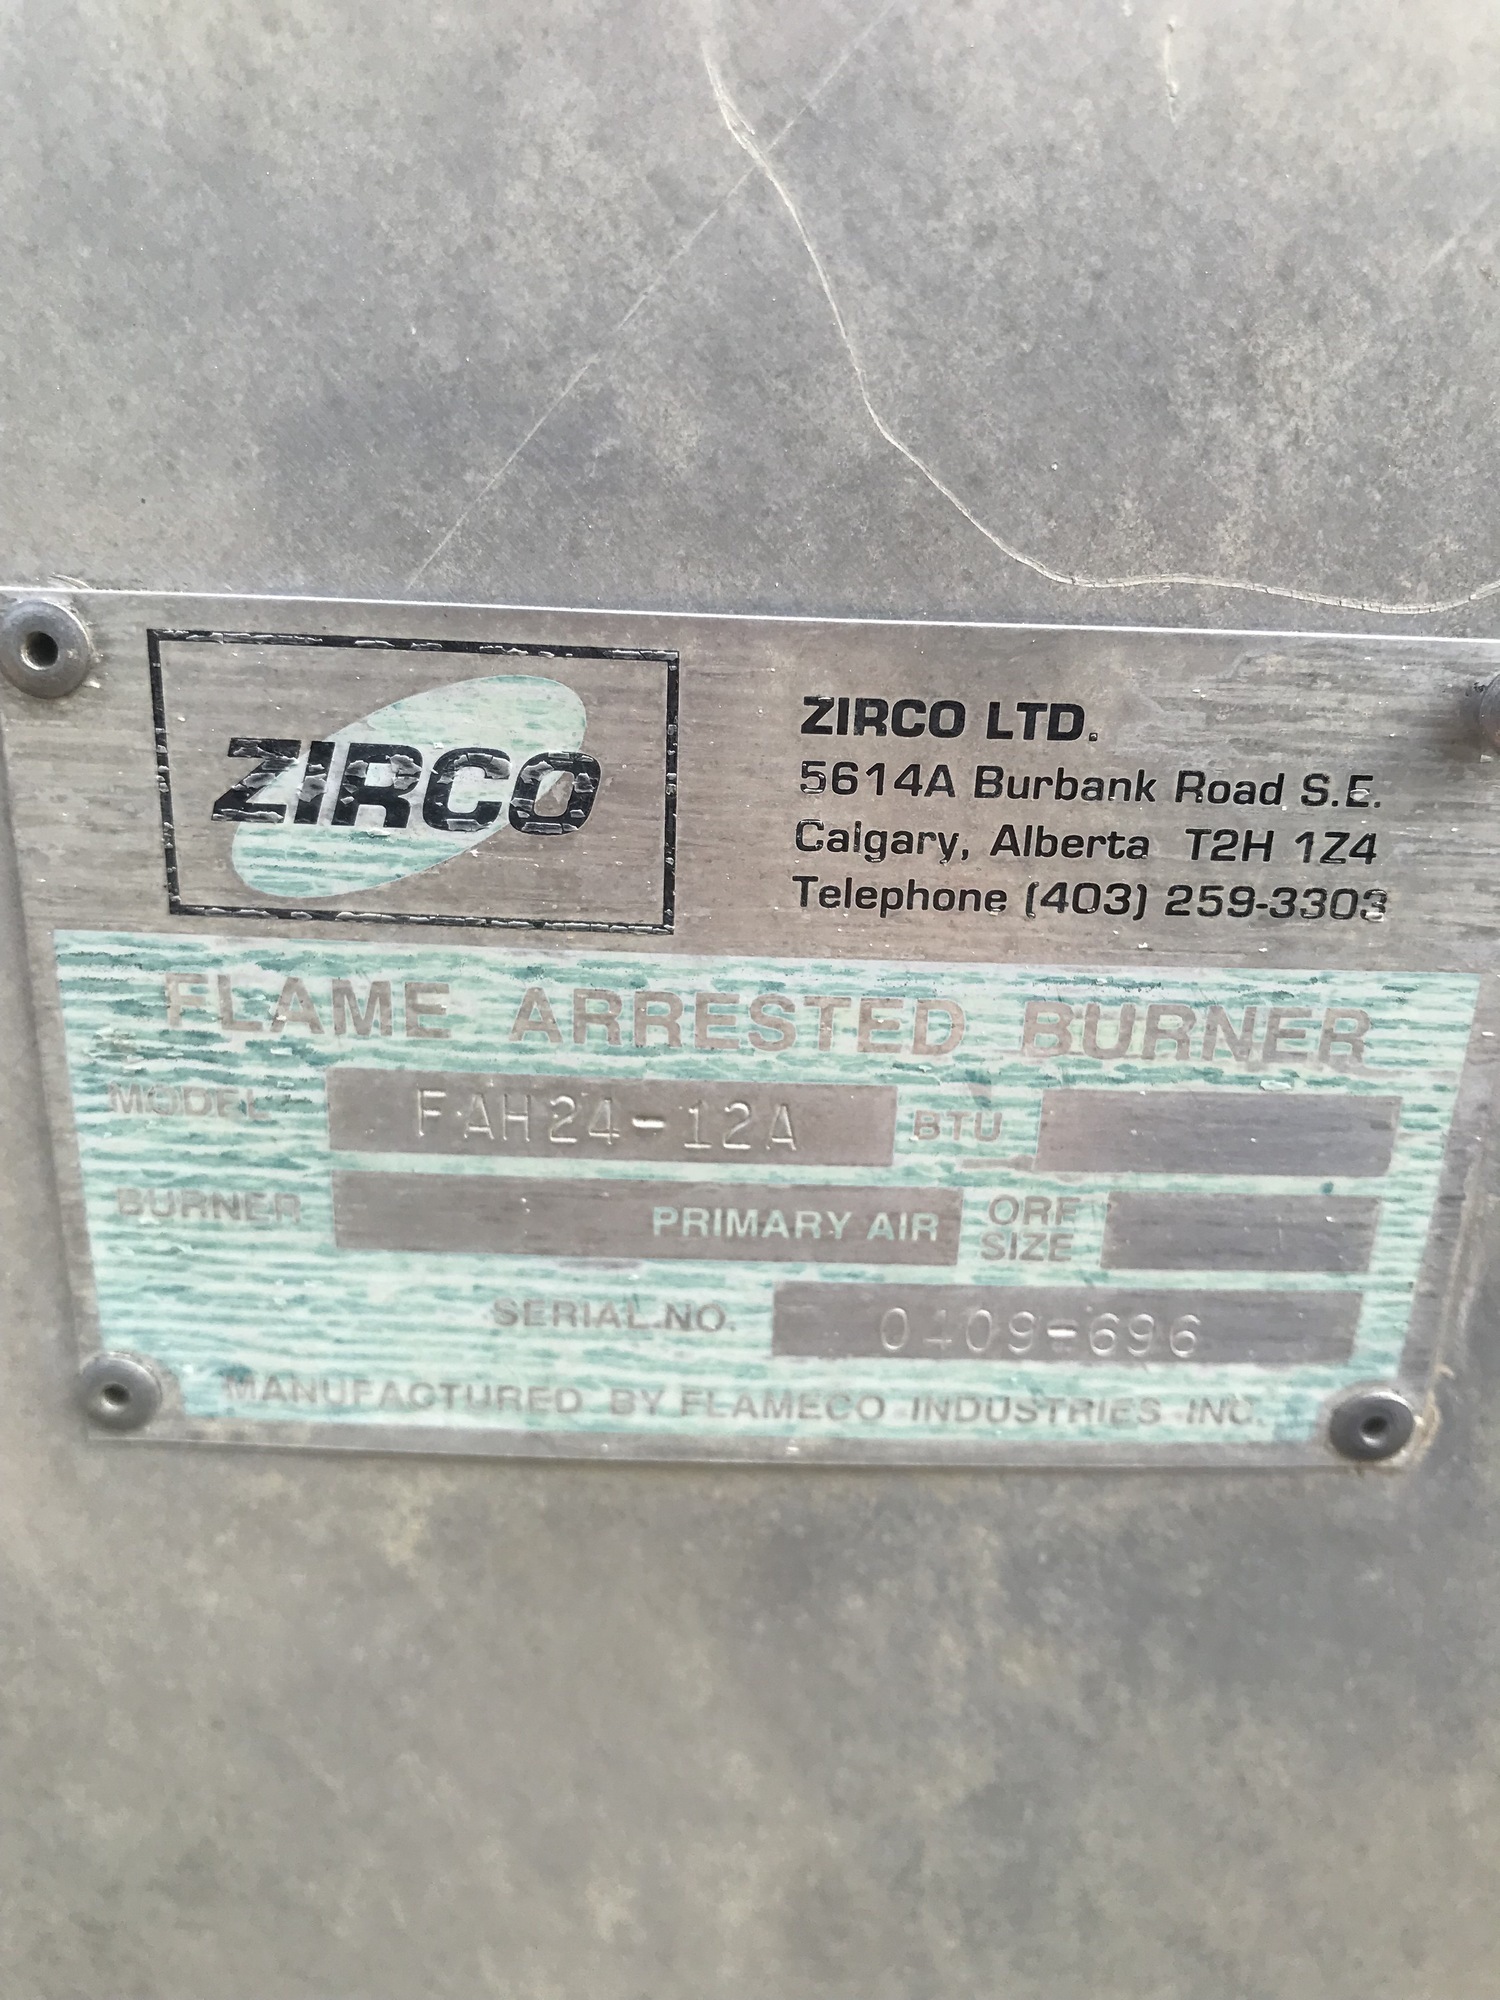 ZIRCO
ZIRCO LTD.
5614A Burbank Road S.E.
Calgary, Alberta T2H 1Z4
Telephone (403) 259-3303
FLAME ARRESTED BURNER
MODEL FAH24-12A BTU
BURNER PRIMARY AIR ORF SIZE
SERIAL NO. 0409-696
MANUFACTURED BY FLAMECO INDUSTRIES INC.